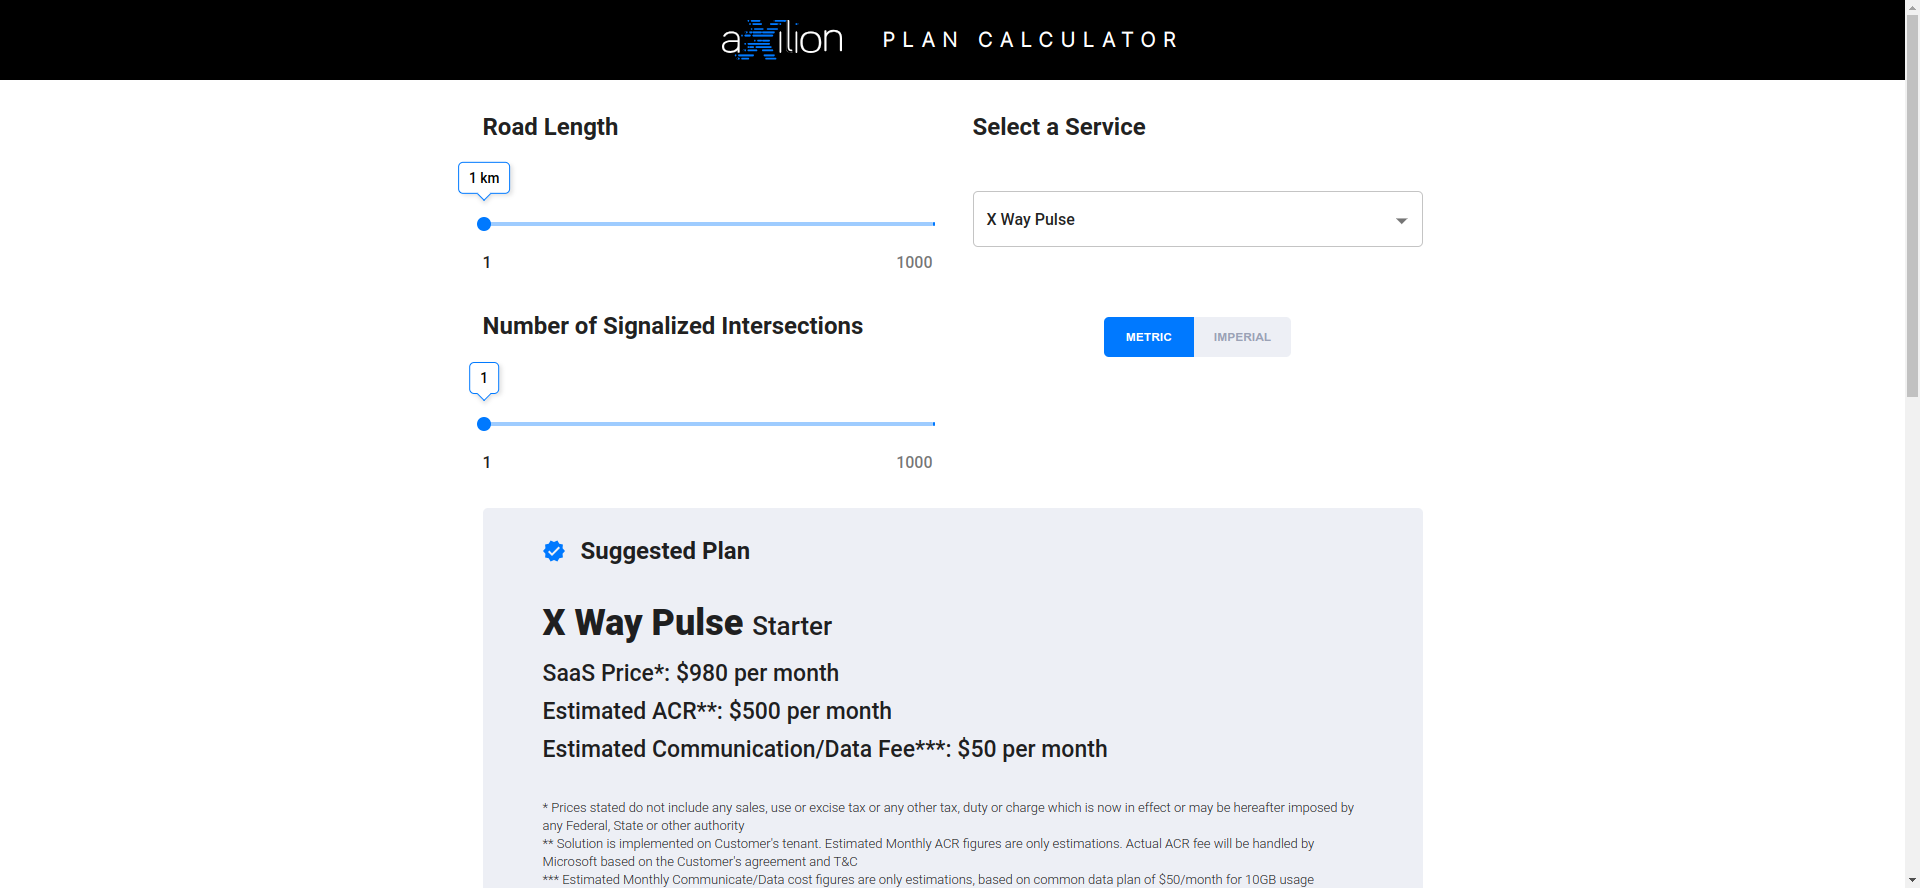 aXilion PLAN CALCULATOR
Road Length
1 km
1 1000
Select a Service
X Way Pulse
Number of Signalized Intersections
1
1 1000
METRIC IMPERIAL
Suggested Plan
X Way Pulse Starter
SaaS Price*: $980 per month
Estimated ACR**: $500 per month
Estimated Communication/Data Fee***: $50 per month
* Prices stated do not include any sales, use or excise tax or any other tax, duty or charge which is now in effect or may be hereafter imposed by
any Federal, State or other authority
** Solution is implemented on Customer's tenant. Estimated Monthly ACR figures are only estimations. Actual ACR fee will be handled by
Microsoft based on the Customer's agreement and T&C
*** Estimated Monthly Communicate/Data cost figures are only estimations, based on common data plan of $50/month for 10GB usage